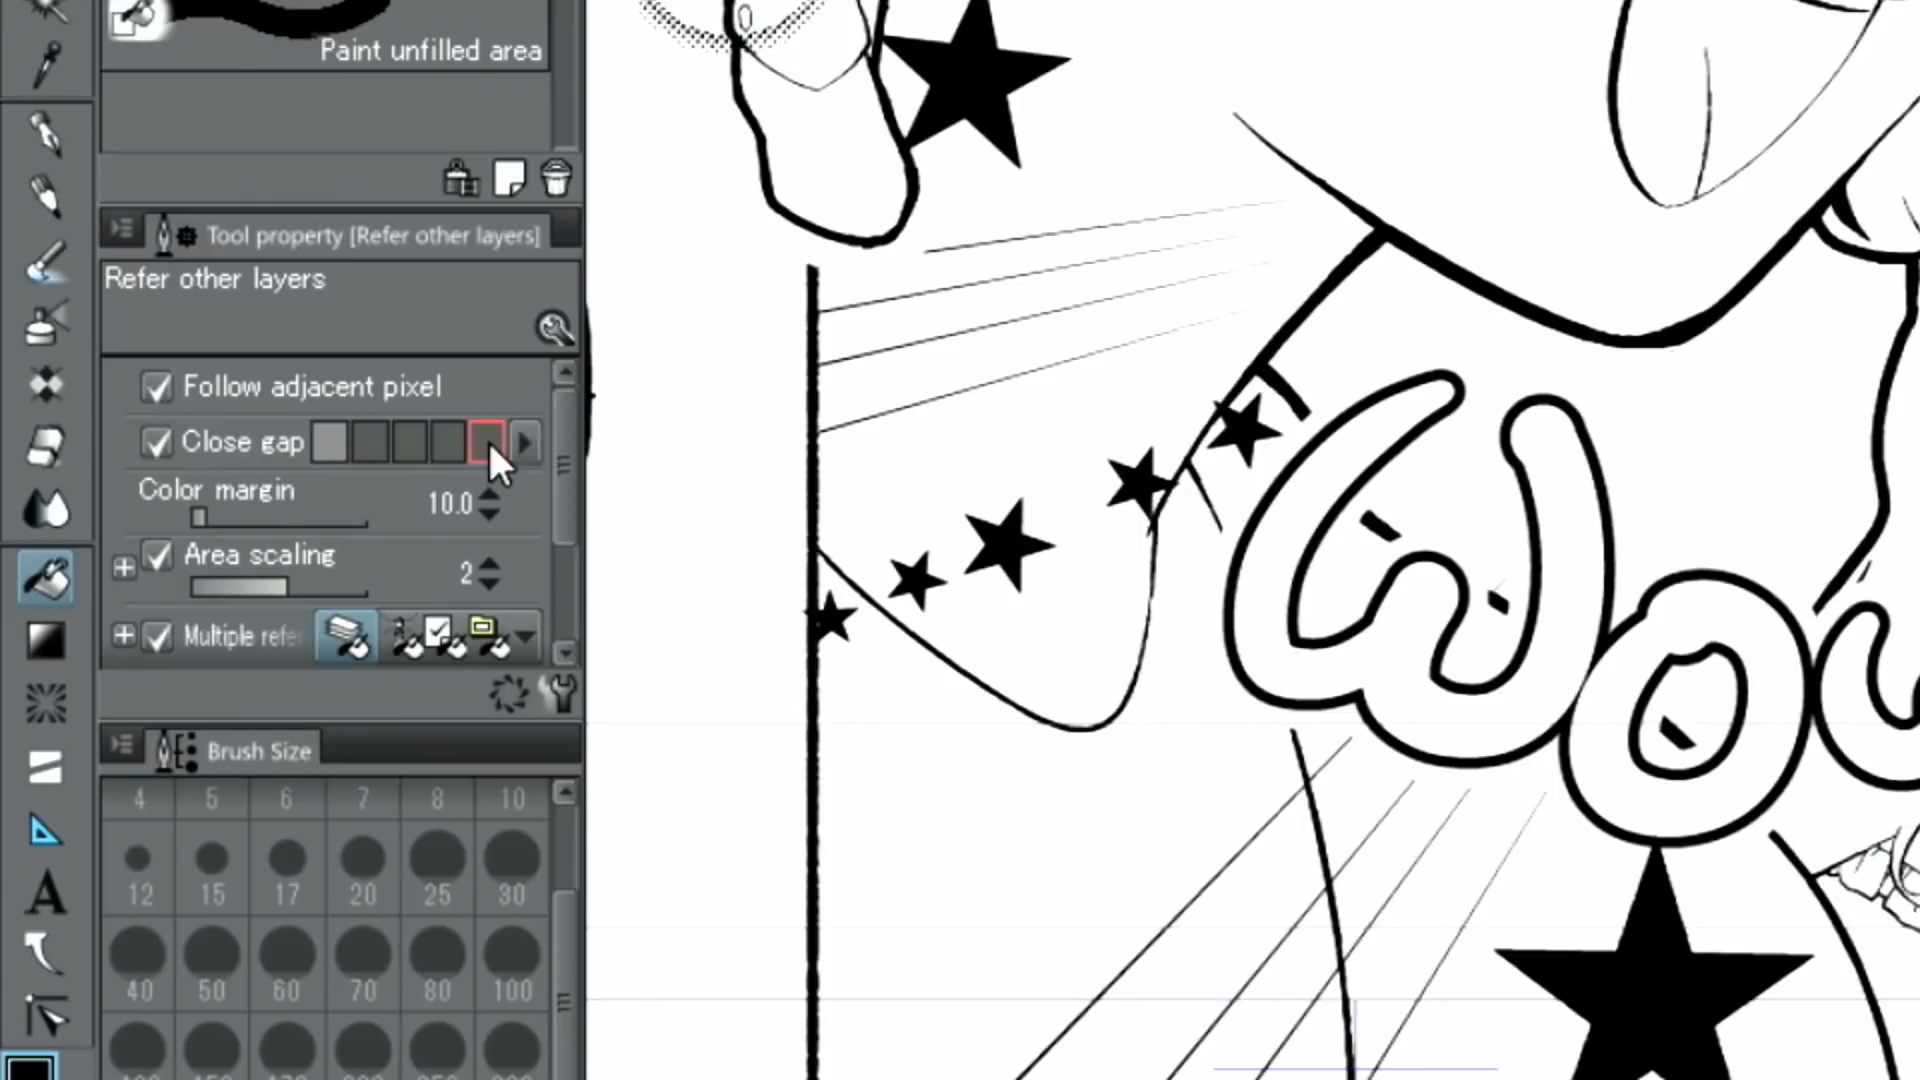 Paint unfilled area
Tool property [Refer other layers]
Refer other layers
Follow adjacent pixel
Close gap
Color margin 10.0
Area scaling 2
Multiple refer
Brush Size
4 5 6 7 8 10
12 15 17 20 25 30
40 50 60 70 80 100
A
Wo